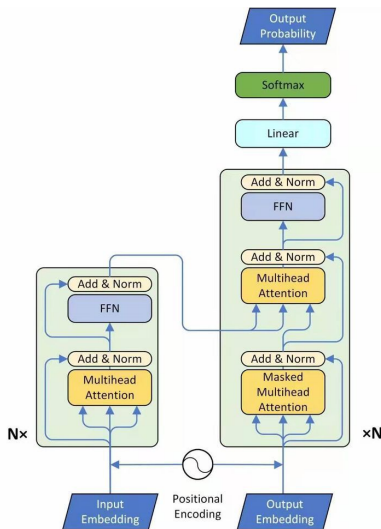 Output
Probability
Softmax
Linear
Add & Norm
FFN
Add & Norm
Multihead
Attention
Add & Norm
Masked
Multihead
Attention
×N
Add & Norm
FFN
Add & Norm
Multihead
Attention
N×
Input
Embedding
Positional
Encoding
Output
Embedding